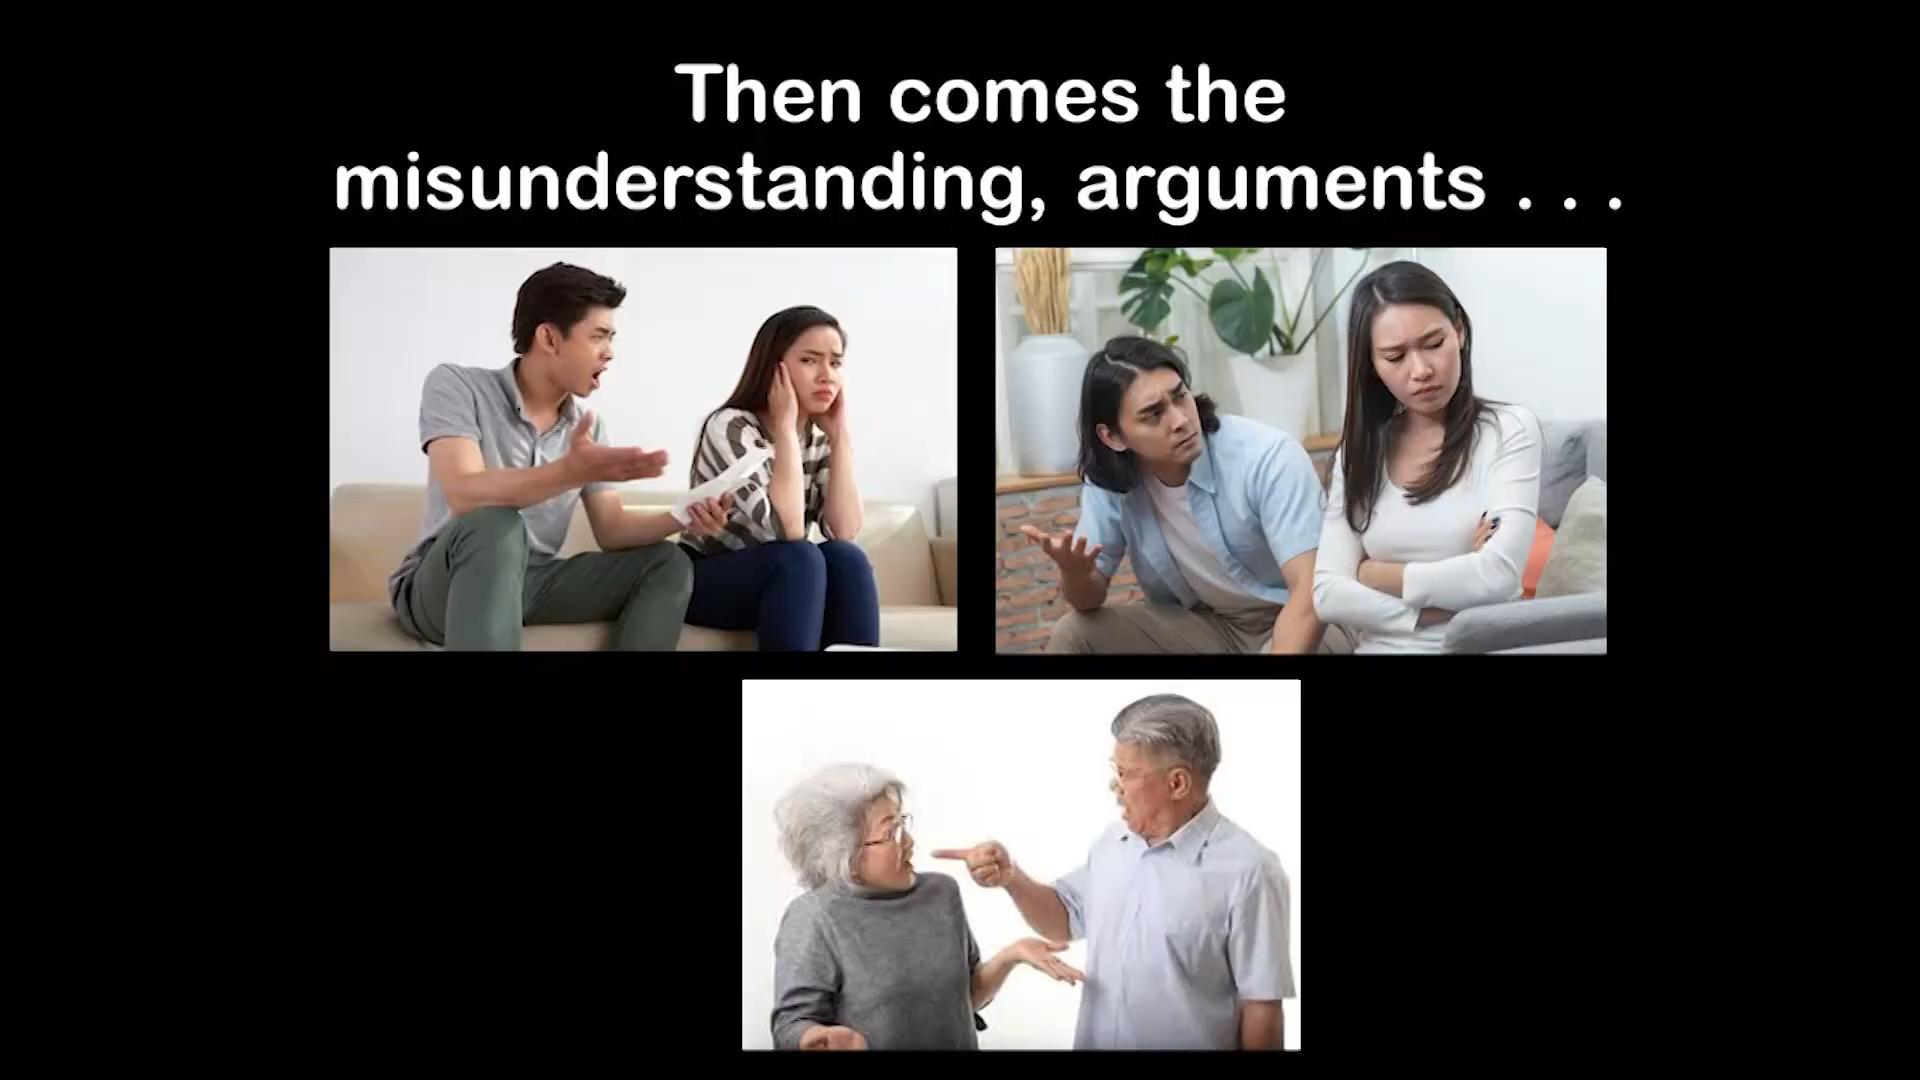 Then comes the
misunderstanding, arguments . . .